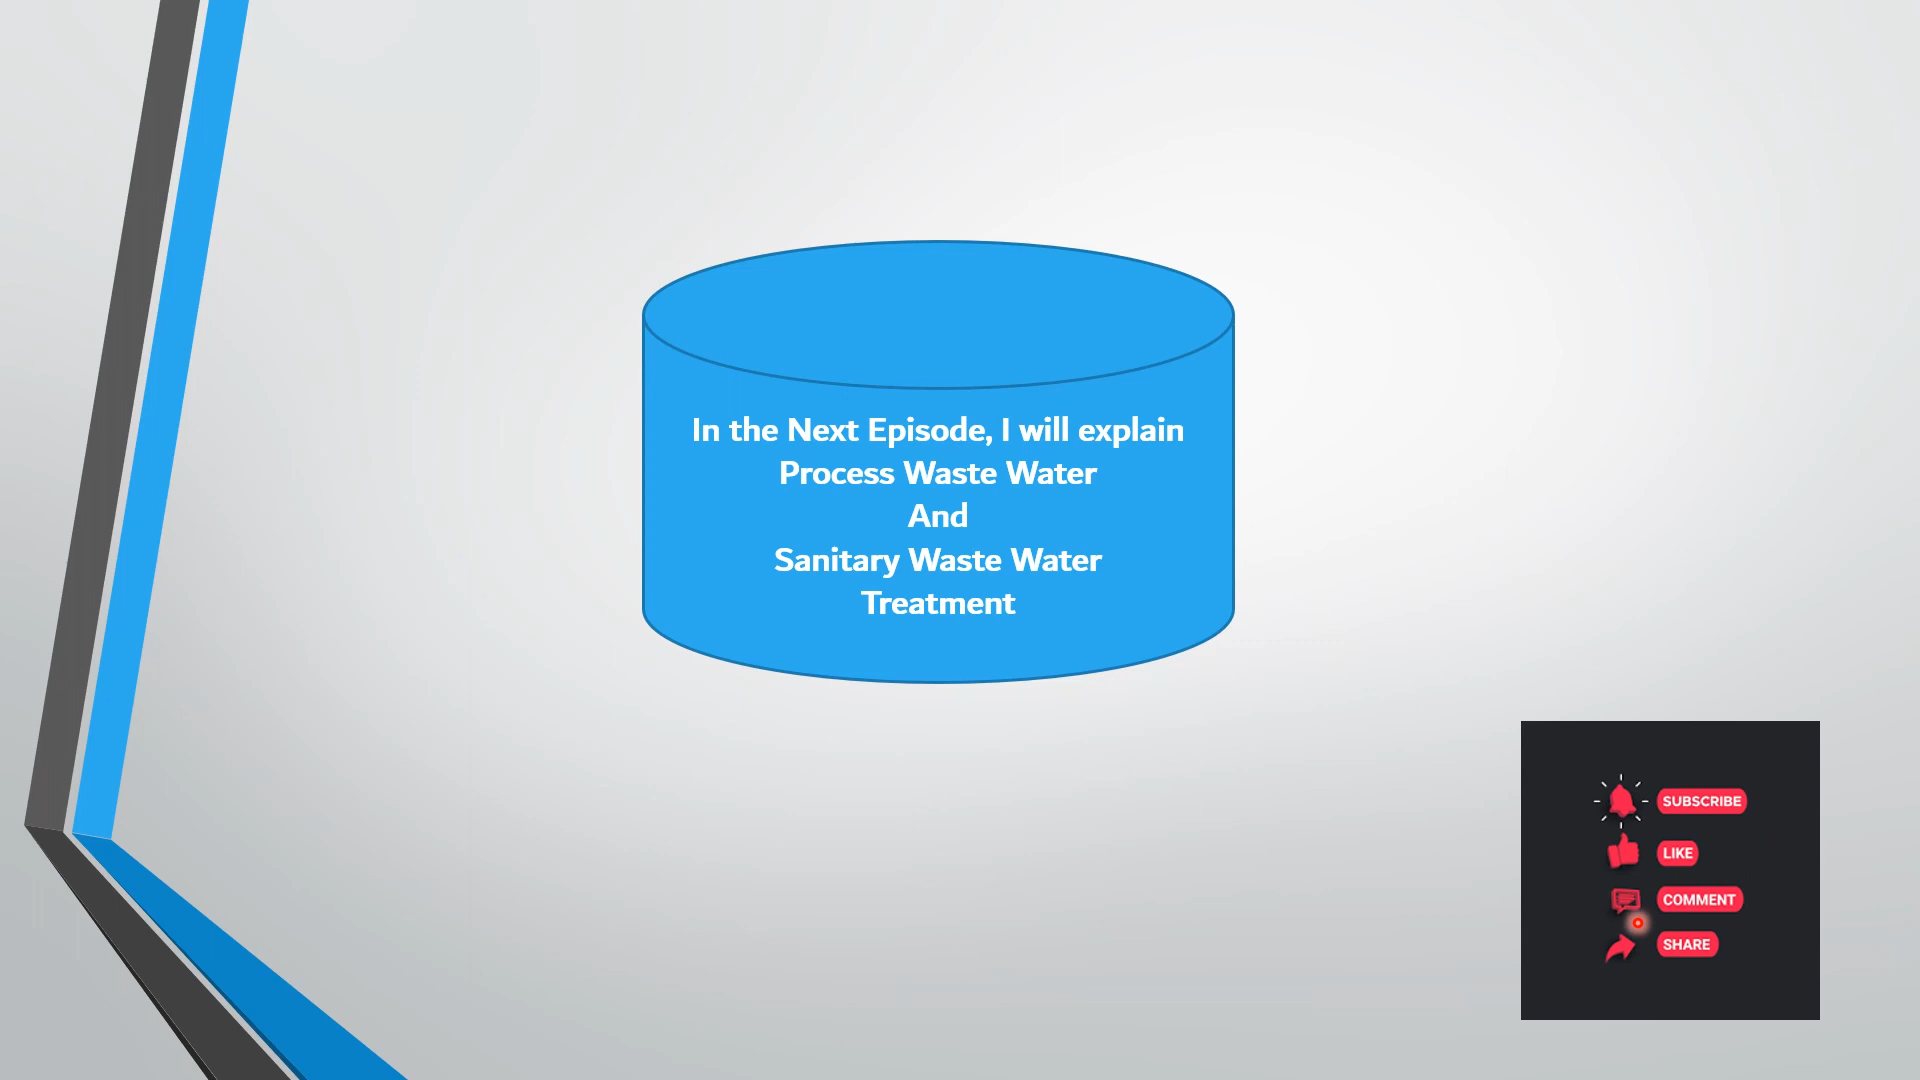 In the Next Episode, I will explain
Process Waste Water
And
Sanitary Waste Water
Treatment
SUBSCRIBE
LIKE
COMMENT
SHARE